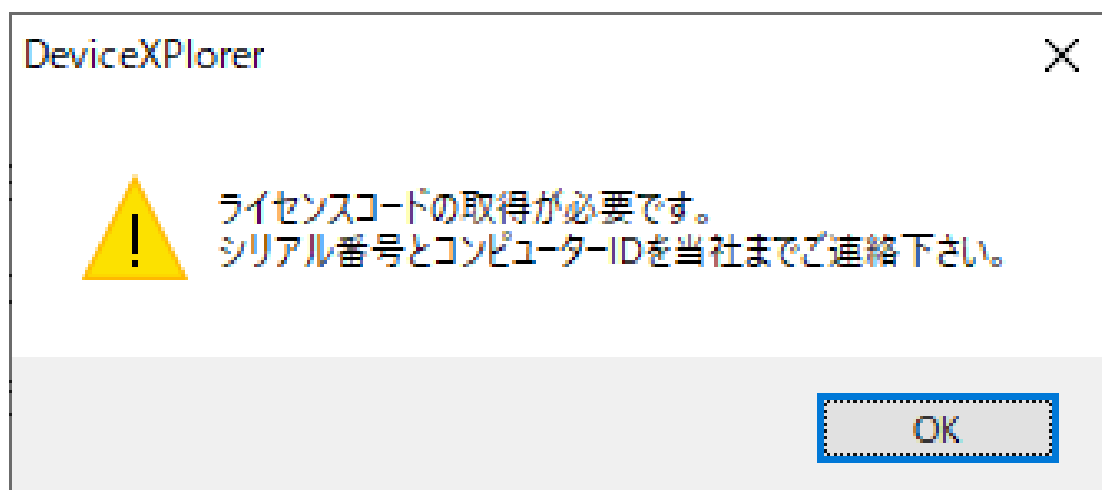 DeviceXPlorer
ライセンスコードの取得が必要です。
シリアル番号とコンピューターIDを当社までご連絡下さい。
OK